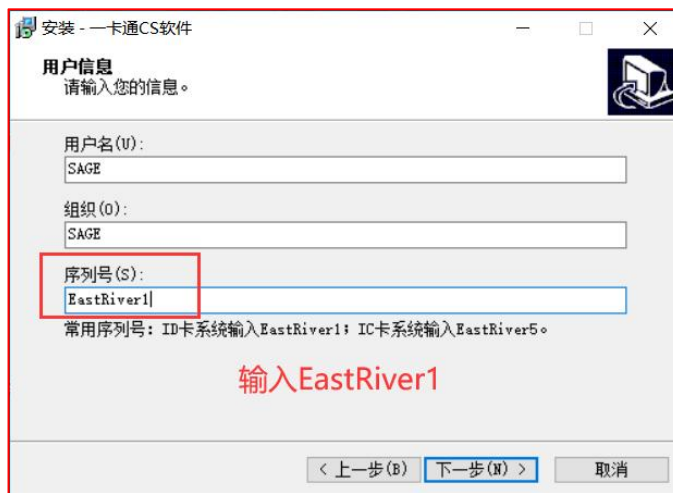 安装 - 一卡通CS软件
用户信息
请输入您的信息。
用户名(U):
SAGE
组织(O):
SAGE
序列号(S):
EastRiver1
常用序列号：ID卡系统输入EastRiver1；IC卡系统输入EastRiver5。
输入EastRiver1
< 上一步(B) 下一步(N) > 取消